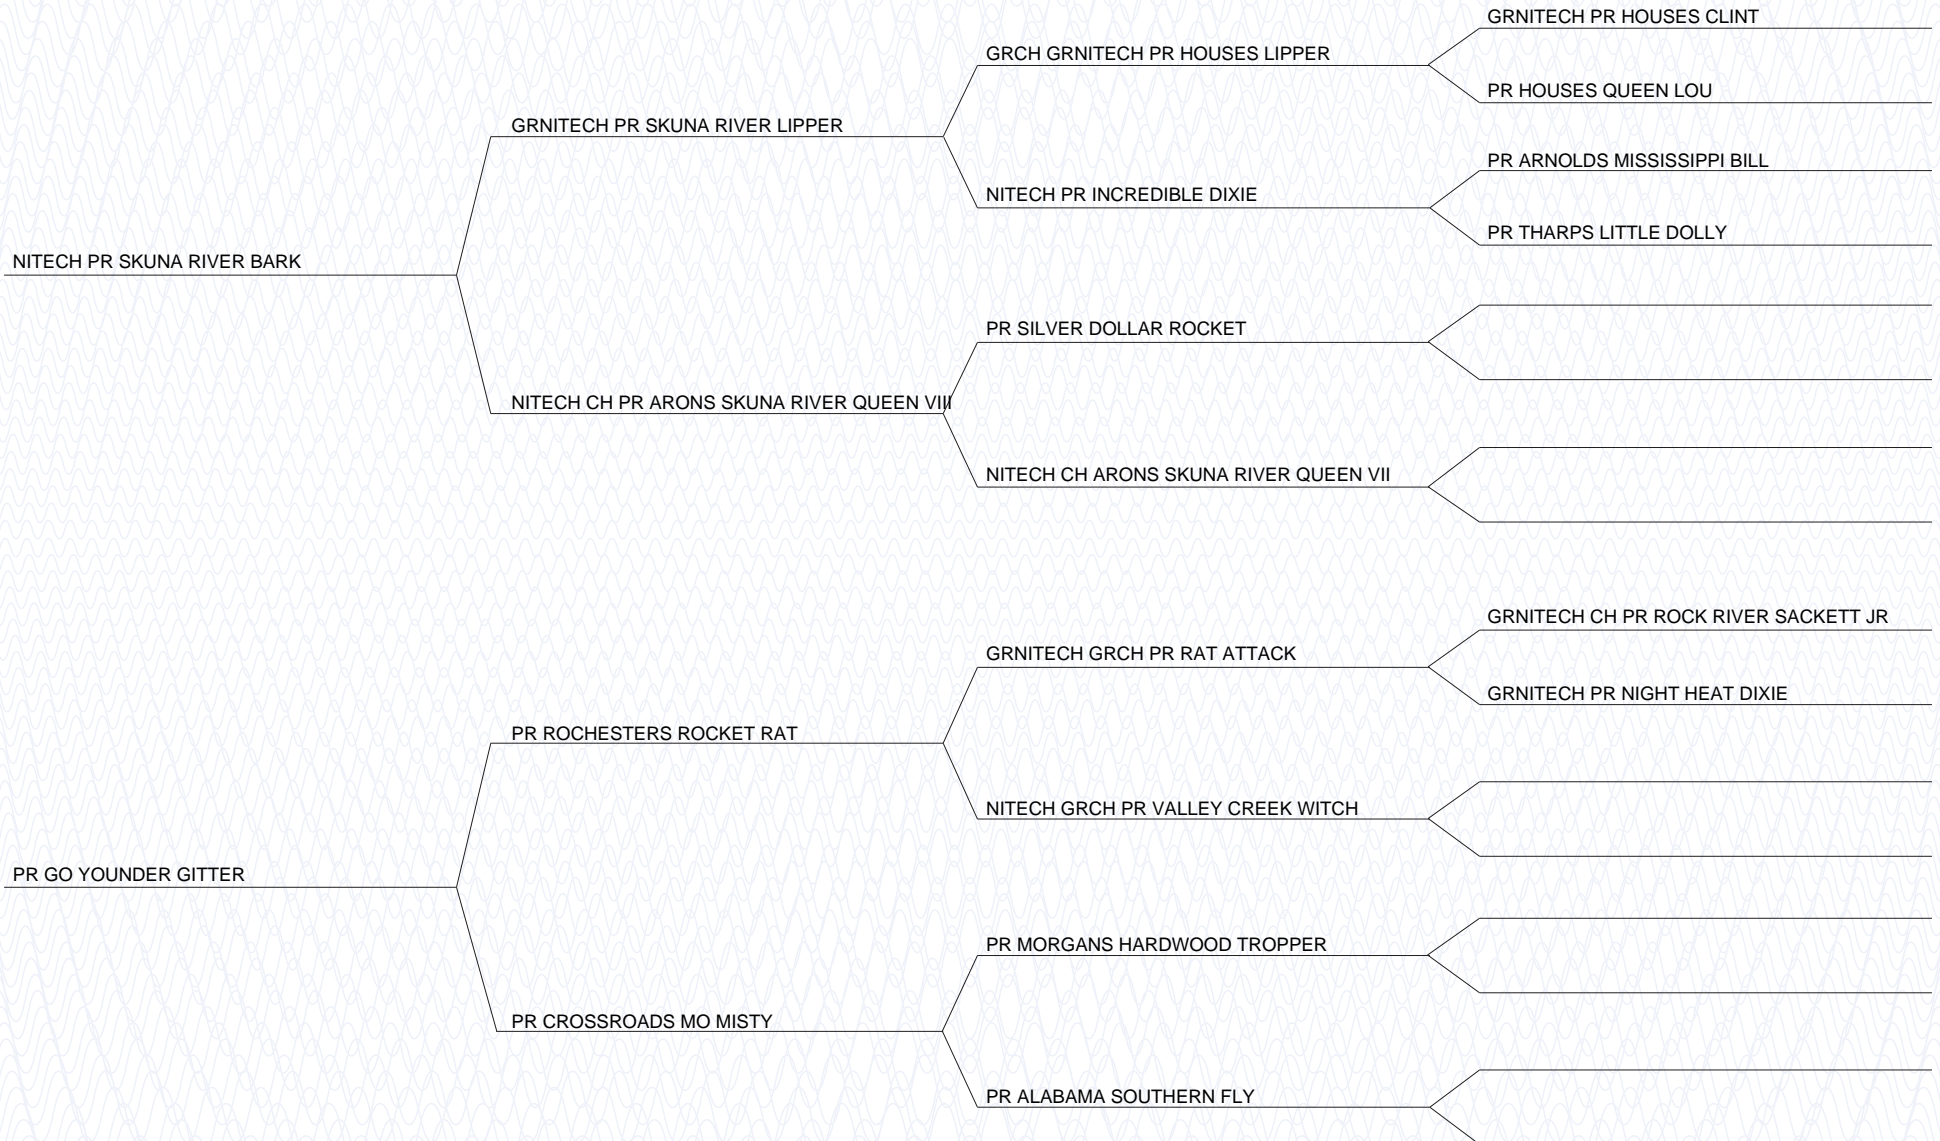 GRNITECH PR HOUSES CLINT
GRCH GRNITECH PR HOUSES LIPPER
PR HOUSES QUEEN LOU
GRNITECH PR SKUNA RIVER LIPPER
PR ARNOLDS MISSISSIPPI BILL
NITECH PR INCREDIBLE DIXIE
PR THARPS LITTLE DOLLY
NITECH PR SKUNA RIVER BARK
PR SILVER DOLLAR ROCKET
NITECH CH PR ARONS SKUNA RIVER QUEEN VIII
NITECH CH ARONS SKUNA RIVER QUEEN VII
GRNITECH CH PR ROCK RIVER SACKETT JR
GRNITECH GRCH PR RAT ATTACK
GRNITECH PR NIGHT HEAT DIXIE
PR ROCHESTERS ROCKET RAT
NITECH GRCH PR VALLEY CREEK WITCH
PR GO YOUNDER GITTER
PR MORGANS HARDWOOD TROPPER
PR CROSSROADS MO MISTY
PR ALABAMA SOUTHERN FLY